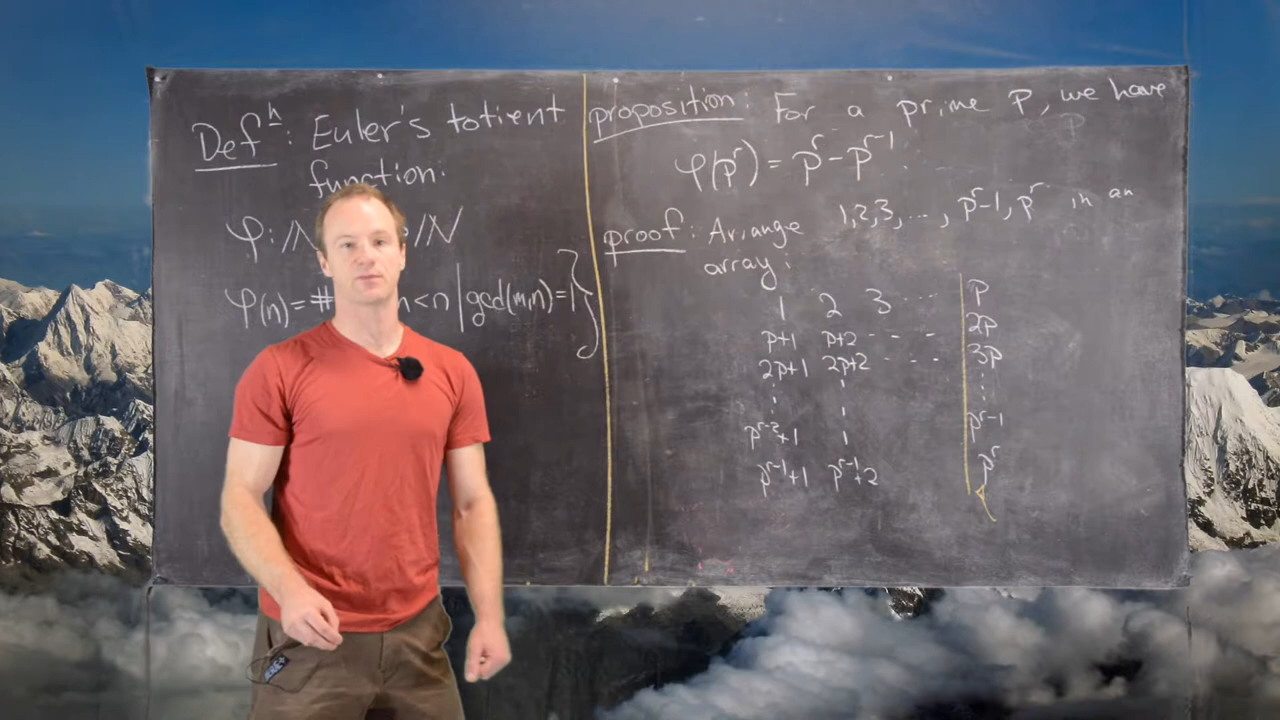 Defⁿ: Euler's totient
function:
φ: ℕ ℕ
φ(n) = # n<n | gcd(m,n)=1}
proposition: For a prime p, we have
φ(pʳ) = pʳ - pʳ⁻¹.
proof: Arrange 1,2,3,..., pʳ-1, pʳ in an
array:
1 2 3 ... p
p+1 p+2 - - - 2p
2p+1 2p+2 - - - 3p
⋮ ⋮ ⋮
pʳ⁻²+1 pʳ-1
pʳ⁻¹+1 pʳ⁻¹+2 pʳ